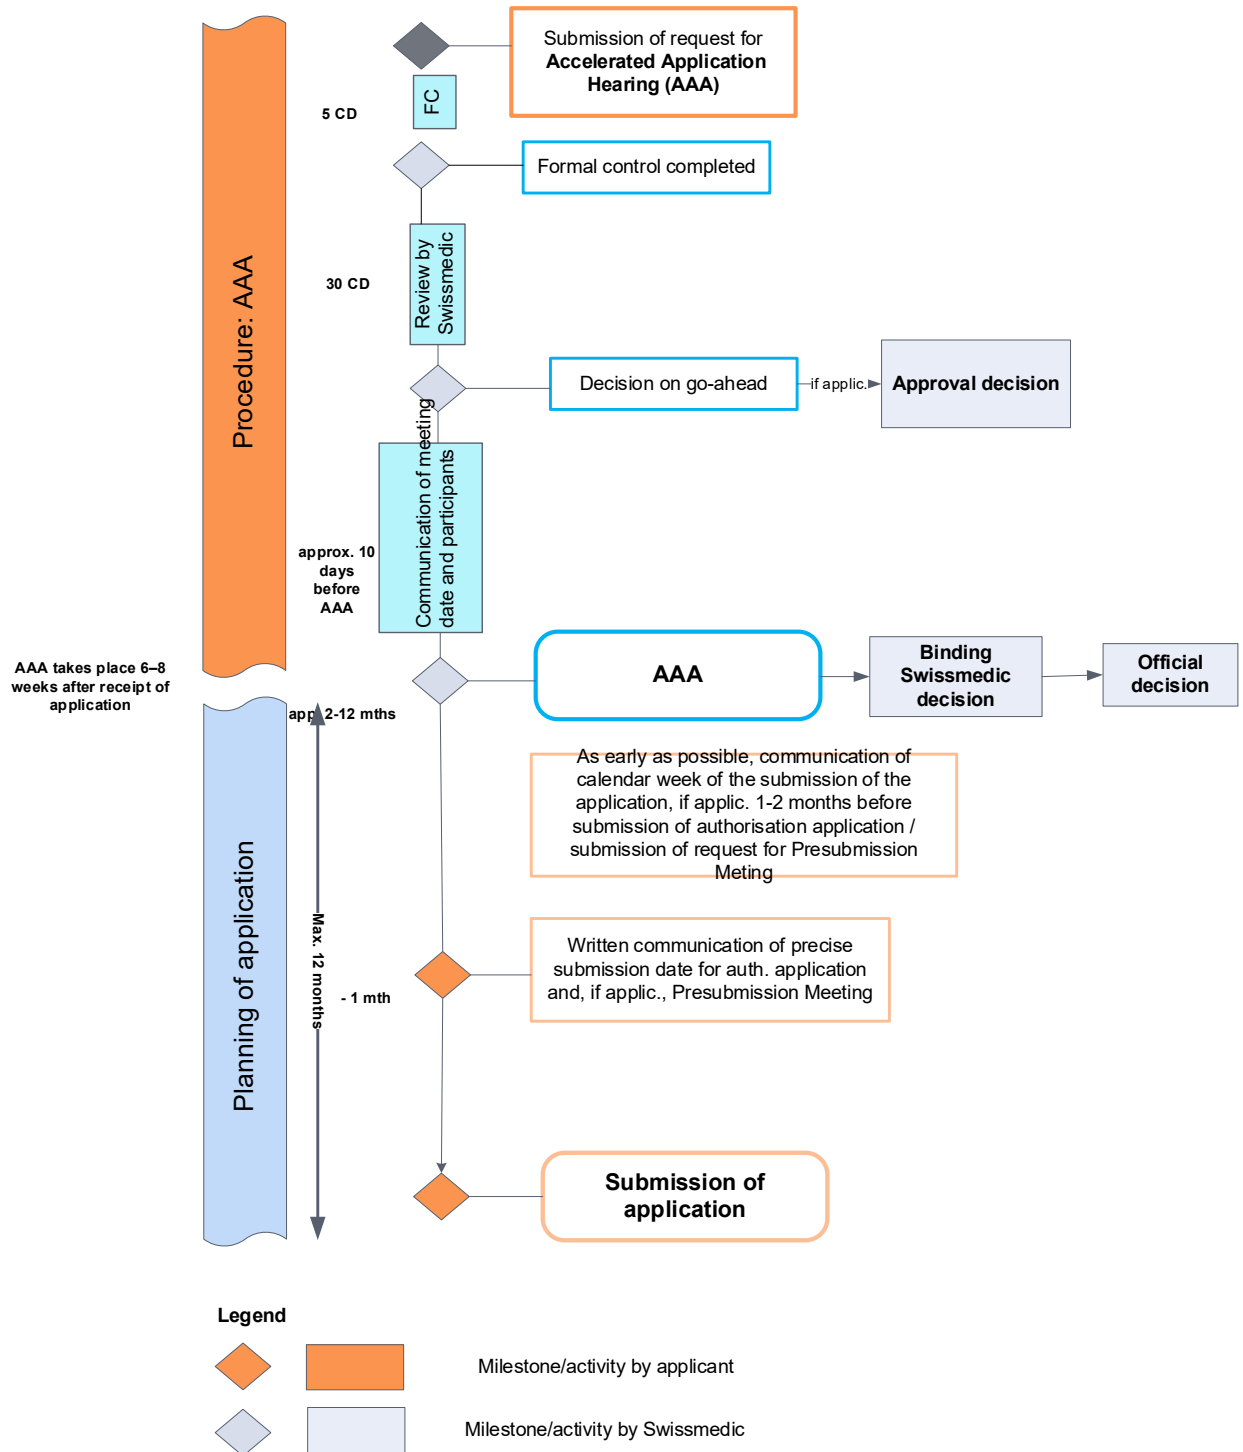 Submission of request for
Accelerated Application
Hearing (AAA)
FC
5 CD
Formal control completed
Procedure: AAA
Review by
Swissmedic
30 CD
Decision on go-ahead
if applic.
Approval decision
Communication of meeting
date and participants
approx. 10
days
before
AAA
AAA takes place 6–8
weeks after receipt of
application
AAA
Binding
Swissmedic
decision
Official
decision
app. 2-12 mths
As early as possible, communication of
calendar week of the submission of the
application, if applic. 1-2 months before
submission of authorisation application /
submission of request for Presubmission
Meting
Planning of application
Max. 12 months
- 1 mth
Written communication of precise
submission date for auth. application
and, if applic., Presubmission Meeting
Submission of
application
Legend
Milestone/activity by applicant
Milestone/activity by Swissmedic